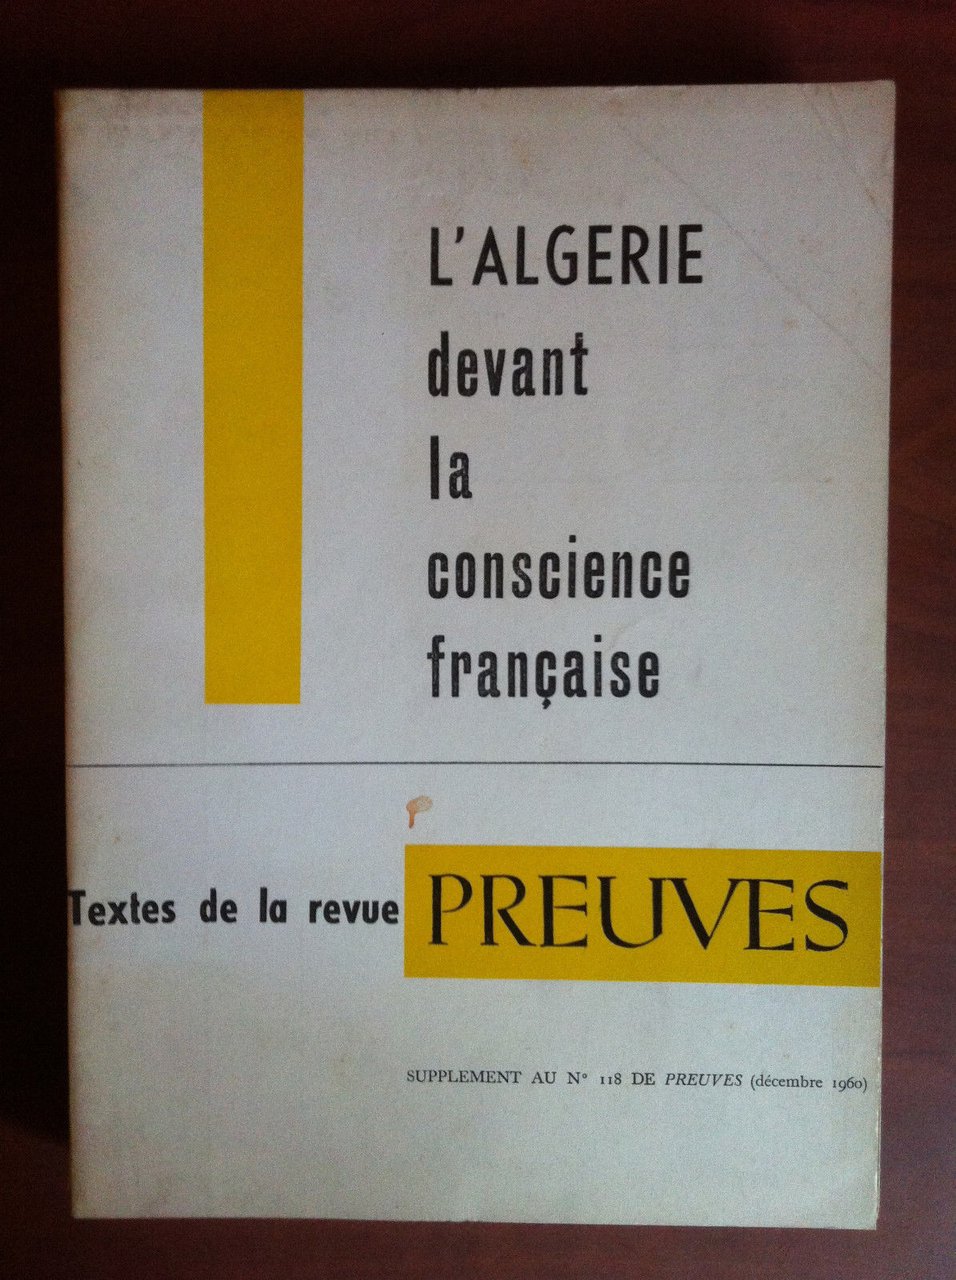 L'ALGERIE
devant
la
conscience
française
Textes de la revue PREUVES
SUPPLEMENT AU N° 118 DE PREUVES (décembre 1960)